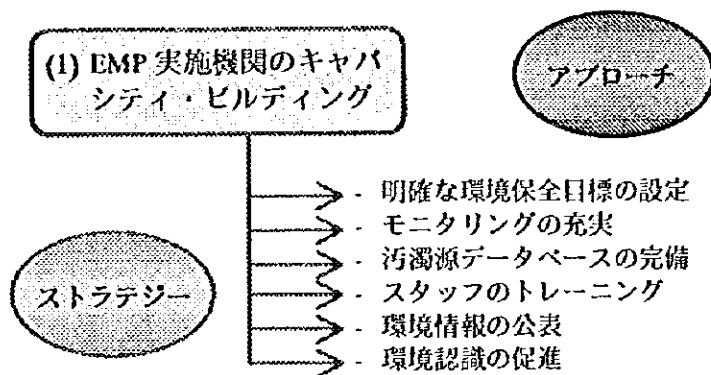 (1) EMP 実施機関のキャパ
シティ・ビルディング
アプローチ
- 明確な環境保全目標の設定
- モニタリングの充実
- 汚濁源データベースの完備
ストラテジー
- スタッフのトレーニング
- 環境情報の公表
- 環境認識の促進